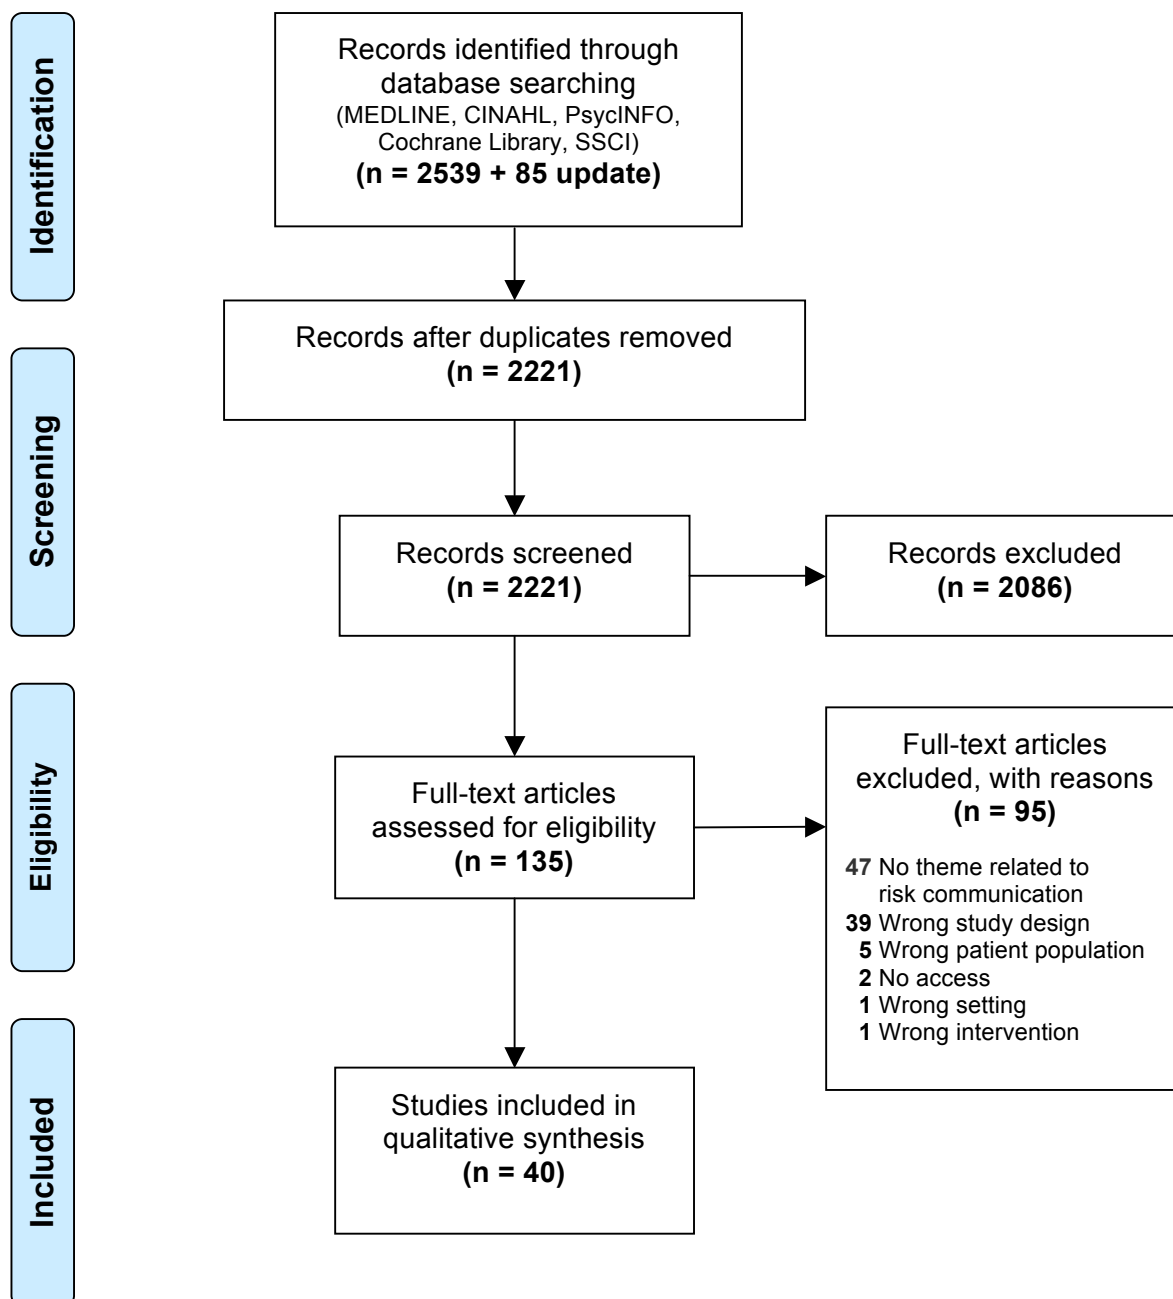 Identification
Records identified through
database searching
(MEDLINE, CINAHL, PsycINFO,
Cochrane Library, SSCI)
(n = 2539 + 85 update)
Records after duplicates removed
(n = 2221)
Screening
Records screened
(n = 2221)
Records excluded
(n = 2086)
Eligibility
Full-text articles
assessed for eligibility
(n = 135)
Full-text articles
excluded, with reasons
(n = 95)
47 No theme related to
risk communication
39 Wrong study design
5 Wrong patient population
2 No access
1 Wrong setting
1 Wrong intervention
Included
Studies included in
qualitative synthesis
(n = 40)